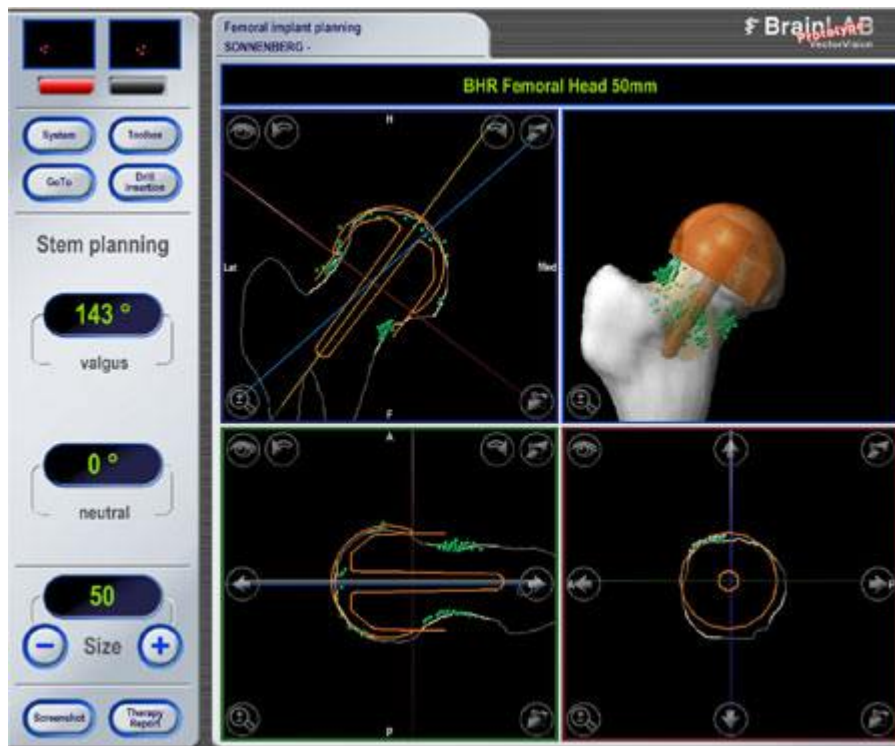 Femoral implant planning
SONNENBERG -
BrainLAB
Prototype
VectorVision
BHR Femoral Head 50mm
System
Toolbox
GoTo
Drill
insertion
Stem planning
143 °
valgus
0 °
neutral
50
Size
Screenshot
Therapy
Report
H
Lat
Med
F
A
P
A
P